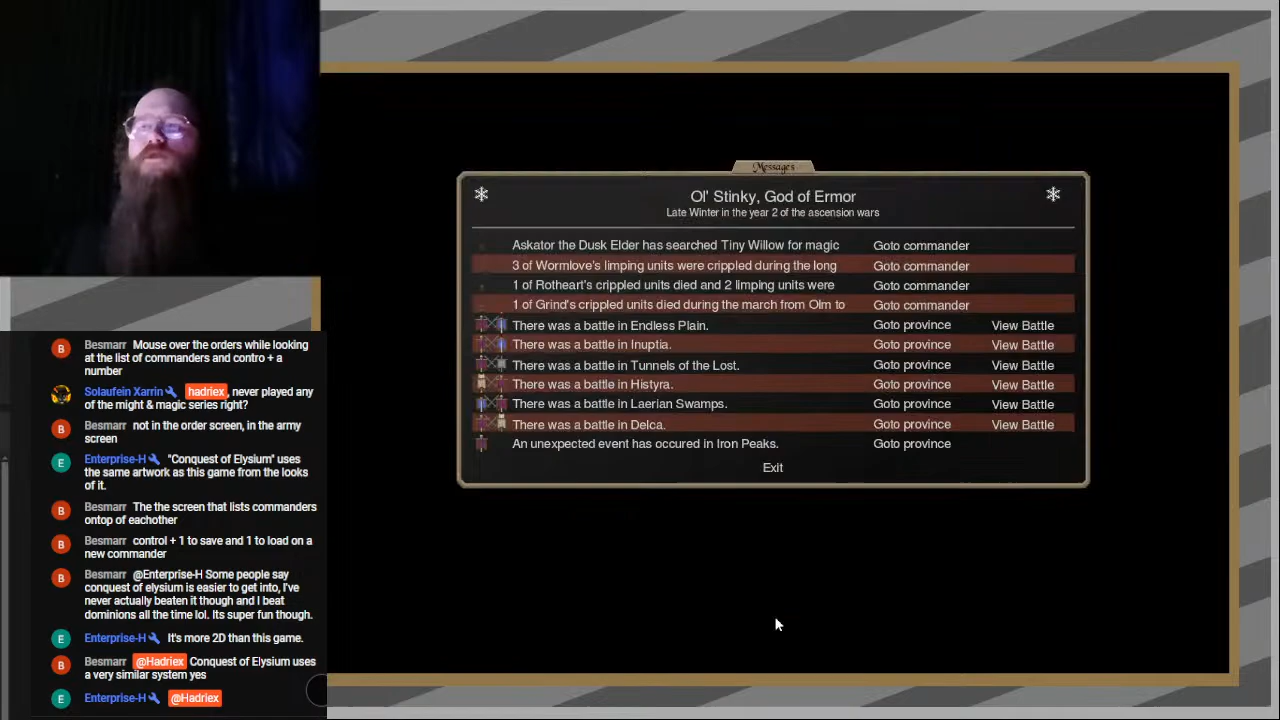 Messages
Ol' Stinky, God of Ermor
Late Winter in the year 2 of the ascension wars
Askator the Dusk Elder has searched Tiny Willow for magic Goto commander
3 of Wormlove's limping units were crippled during the long Goto commander
1 of Rotheart's crippled units died and 2 limping units were Goto commander
1 of Grind's crippled units died during the march from Olm to Goto commander
There was a battle in Endless Plain. Goto province View Battle
There was a battle in Inuptia. Goto province View Battle
There was a battle in Tunnels of the Lost. Goto province View Battle
There was a battle in Histyra. Goto province View Battle
There was a battle in Laerian Swamps. Goto province View Battle
There was a battle in Delca. Goto province View Battle
An unexpected event has occured in Iron Peaks. Goto province
Exit
B Besmarr Mouse over the orders while looking
at the list of commanders and contro + a
number
Solaufein Xarrin hadriex, never played any
of the might & magic series right?
B Besmarr not in the order screen, in the army
screen
E Enterprise-H "Conquest of Elysium" uses
the same artwork as this game from the looks
of it.
B Besmarr The the screen that lists commanders
ontop of eachother
B Besmarr control + 1 to save and 1 to load on a
new commander
B Besmarr @Enterprise-H Some people say
conquest of elysium is easier to get into, I've
never actually beaten it though and I beat
dominions all the time lol. Its super fun though.
E Enterprise-H It's more 2D than this game.
B Besmarr @Hadriex Conquest of Elysium uses
a very similar system yes
E Enterprise-H @Hadriex